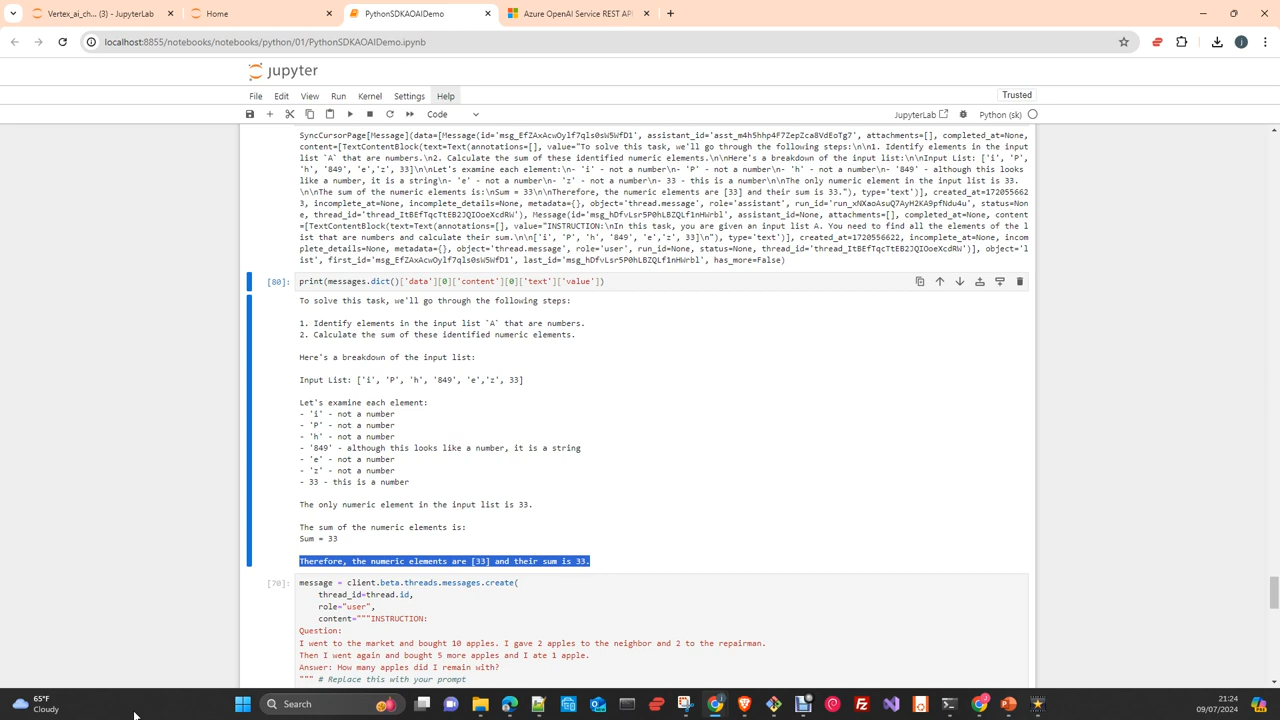 Vertex_ai_ch... (3) - JupyterLab
Home
PythonSDKAOAIDemo
Azure OpenAI Service REST API
localhost:8855/notebooks/notebooks/python/01/PythonSDKAOAIDemo.ipynb
jupyter
File Edit View Run Kernel Settings Help
Trusted
Code
JupyterLab
Python (sk)
SyncCursorPage[Message](data=[Message(id='msg_EfZAxAcwOylf7qls0sW5WfD1', assistant_id='asst_m4h5hhp4F7ZepZca8VdEoTg7', attachments=[], completed_at=None,
content=[TextContentBlock(text=Text(annotations=[], value="To solve this task, we'll go through the following steps:\n\n1. Identify elements in the input
list `A` that are numbers.\n2. Calculate the sum of these identified numeric elements.\n\nHere's a breakdown of the input list:\n\nInput List: ['i', 'P',
'h', '849', 'e','z', 33]\n\nLet's examine each element:\n- 'i' - not a number\n- 'P' - not a number\n- 'h' - not a number\n- '849' - although this looks
like a number, it is a string\n- 'e' - not a number\n- 'z' - not a number\n- 33 - this is a number\n\nThe only numeric element in the input list is 33.
\n\nThe sum of the numeric elements is:\nSum = 33\n\nTherefore, the numeric elements are [33] and their sum is 33."), type='text')], created_at=172055662
3, incomplete_at=None, incomplete_details=None, metadata={}, object='thread.message', role='assistant', run_id='run_xNXaoAsuQ7AyH2KA9pfNdu4u', status=Non
e, thread_id='thread_ItBEfTqcTtEB2JQIOoeXcdRW'), Message(id='msg_hDfvLsr5P0hLBZQLf1nHWrbl', assistant_id=None, attachments=[], completed_at=None, content
=[TextContentBlock(text=Text(annotations=[], value="INSTRUCTION:\nIn this task, you are given an input list A. You need to find all the elements of the
list that are numbers and calculate their sum.\n\n['i', 'P', 'h', '849', 'e','z', 33]\n"), type='text')], created_at=1720556622, incomplete_at=None, incom
plete_details=None, metadata={}, object='thread.message', role='user', run_id=None, status=None, thread_id='thread_ItBEfTqcTtEB2JQIOoeXcdRW')], object='l
ist', first_id='msg_EfZAxAcwOylf7qls0sW5WfD1', last_id='msg_hDfvLsr5P0hLBZQLf1nHWrbl', has_more=False)
[80]: print(messages.dict()['data'][0]['content'][0]['text']['value'])
To solve this task, we'll go through the following steps:
1. Identify elements in the input list `A` that are numbers.
2. Calculate the sum of these identified numeric elements.
Here's a breakdown of the input list:
Input List: ['i', 'P', 'h', '849', 'e','z', 33]
Let's examine each element:
- 'i' - not a number
- 'P' - not a number
- 'h' - not a number
- '849' - although this looks like a number, it is a string
- 'e' - not a number
- 'z' - not a number
- 33 - this is a number
The only numeric element in the input list is 33.
The sum of the numeric elements is:
Sum = 33
Therefore, the numeric elements are [33] and their sum is 33.
[70]: message = client.beta.threads.messages.create(
thread_id=thread.id,
role="user",
content="""INSTRUCTION:
Question:
I went to the market and bought 10 apples. I gave 2 apples to the neighbor and 2 to the repairman.
Then I went again and bought 5 more apples and I ate 1 apple.
Answer: How many apples did I remain with?
""" # Replace this with your prompt
65°F
Cloudy
Search
21:24
09/07/2024